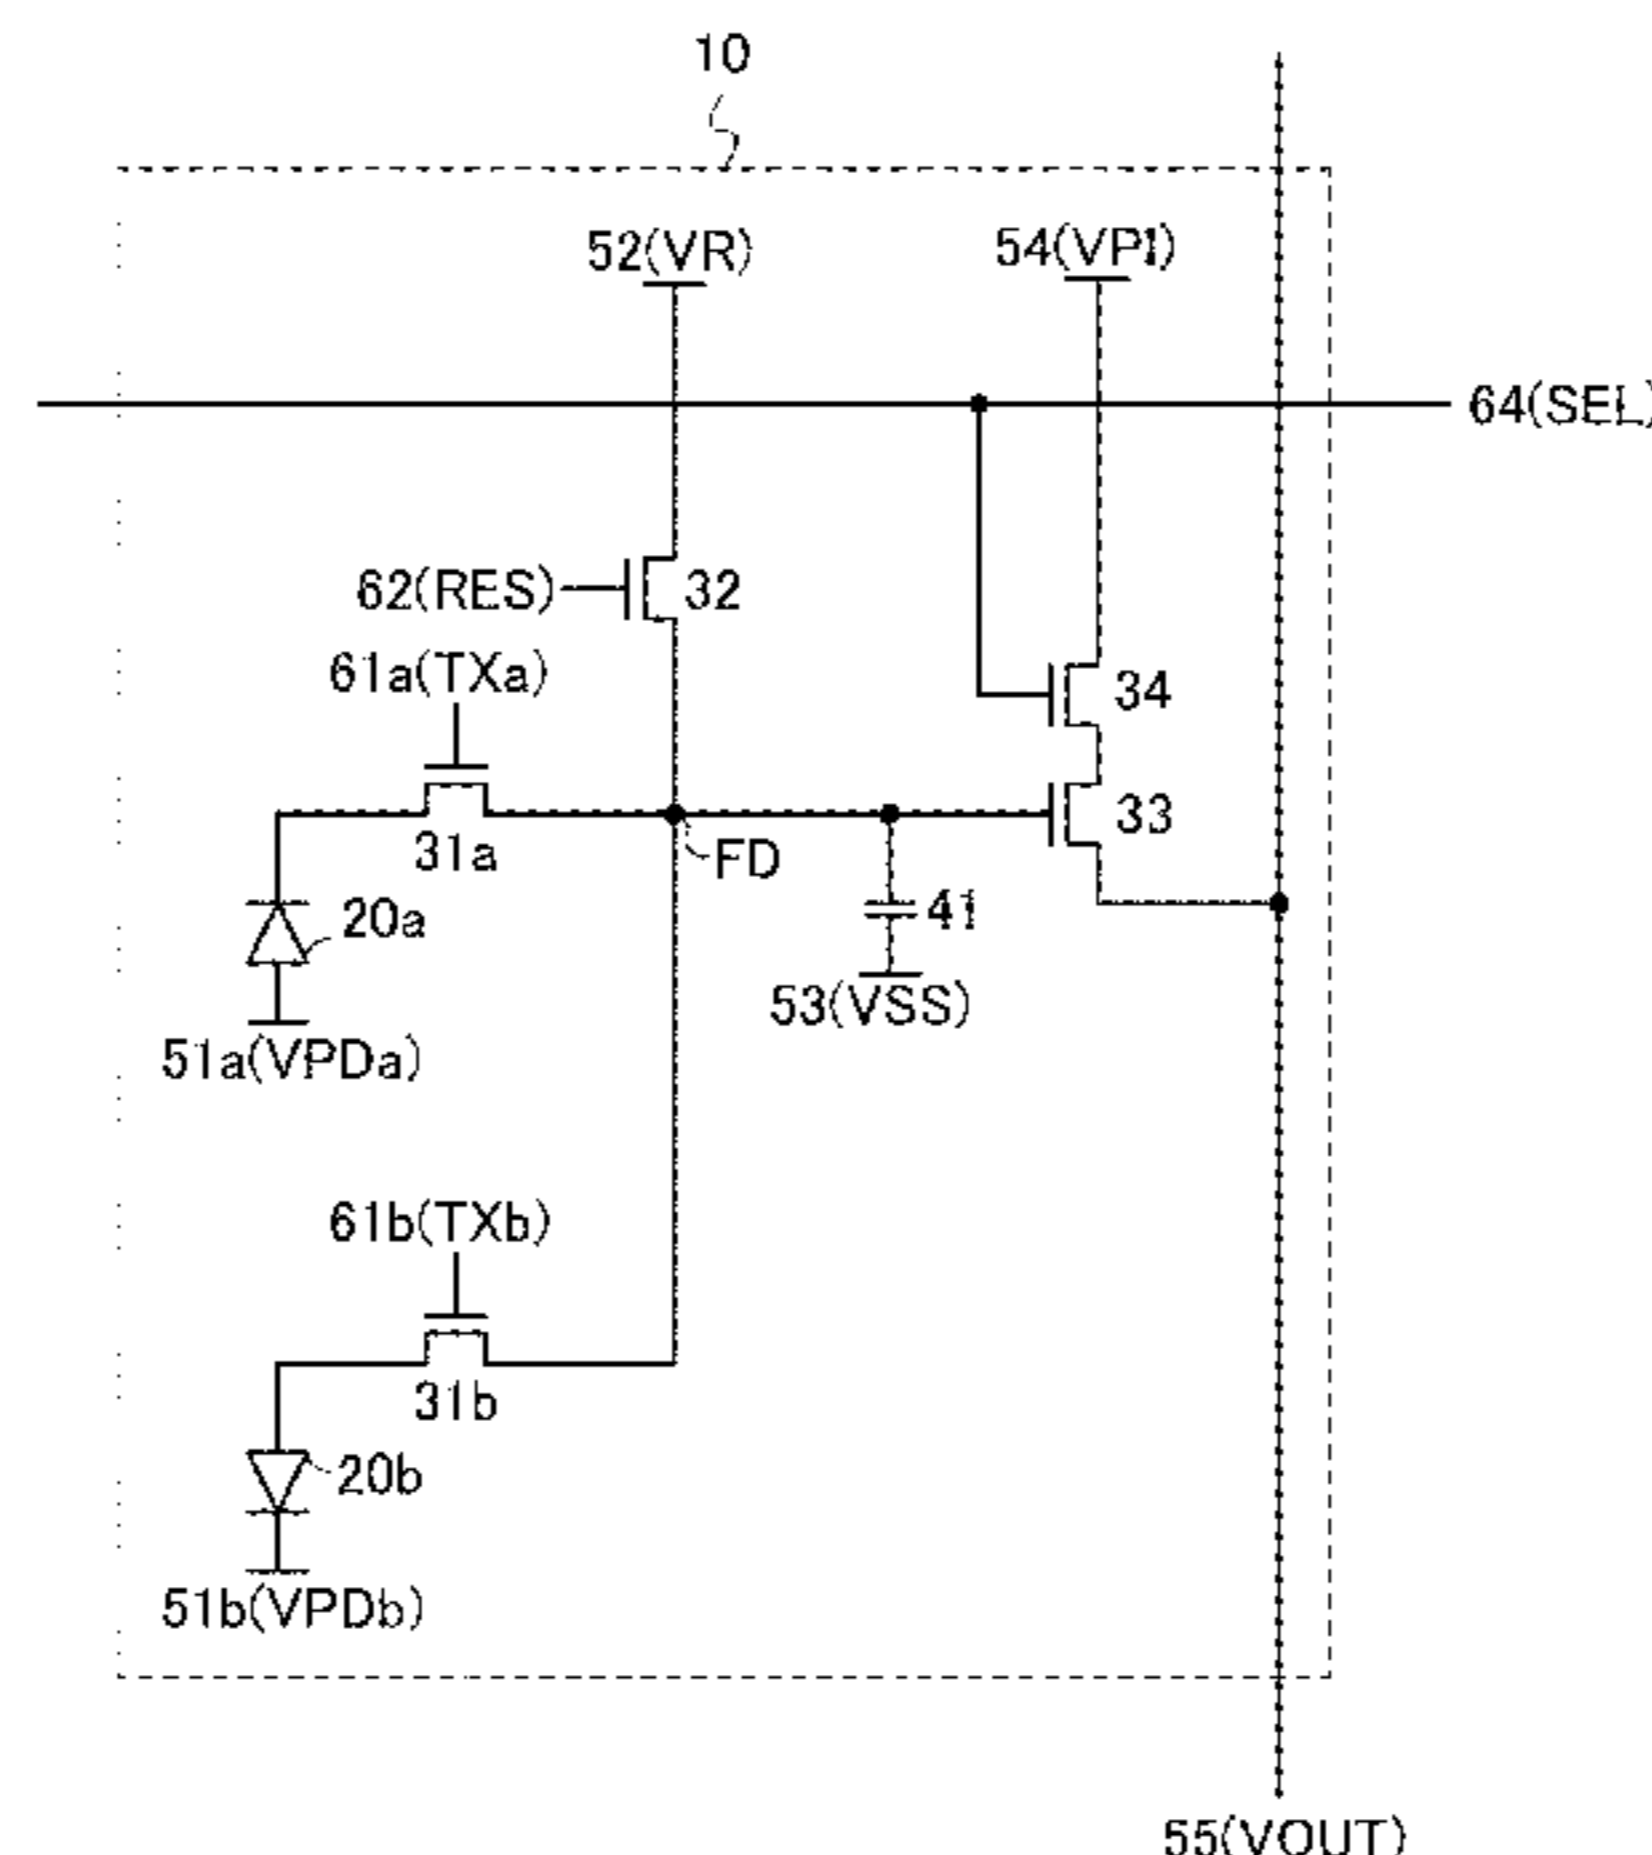 10
52(VR)
54(VPI)
64(SEL)
62(RES)
32
61a(TXa)
34
33
31a
FD
20a
41
53(VSS)
51a(VPDa)
61b(TXb)
31b
20b
51b(VPDb)
55(VOUT)